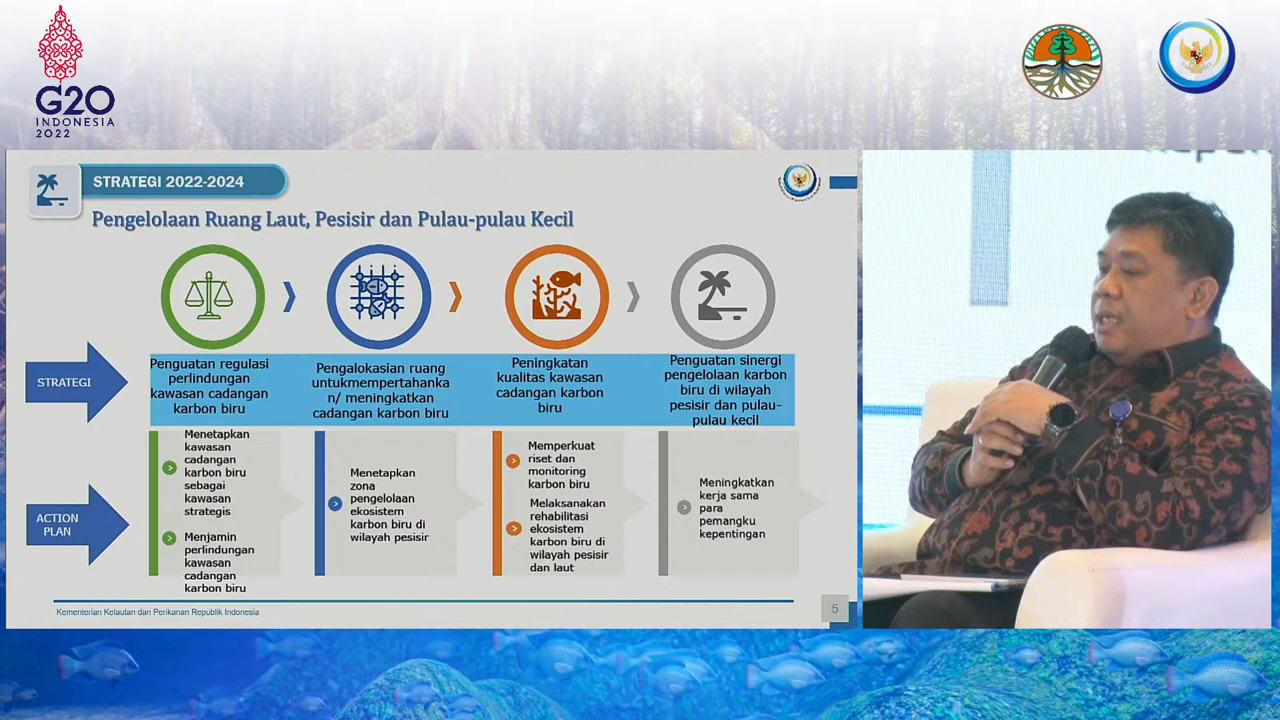 G20
INDONESIA
2022
STRATEGI 2022-2024
Pengelolaan Ruang Laut, Pesisir dan Pulau-pulau Kecil
STRATEGI
Penguatan regulasi
perlindungan
kawasan cadangan
karbon biru
Pengalokasian ruang
untukmempertahanka
n/ meningkatkan
cadangan karbon biru
Peningkatan
kualitas kawasan
cadangan karbon
biru
Penguatan sinergi
pengelolaan karbon
biru di wilayah
pesisir dan pulau-
pulau kecil
ACTION
PLAN
Menetapkan
kawasan
cadangan
karbon biru
sebagai
kawasan
strategis
Menjamin
perlindungan
kawasan
cadangan
karbon biru
Menetapkan
zona
pengelolaan
ekosistem
karbon biru di
wilayah pesisir
Memperkuat
riset dan
monitoring
karbon biru
Melaksanakan
rehabilitasi
ekosistem
karbon biru di
wilayah pesisir
dan laut
Meningkatkan
kerja sama
para
pemangku
kepentingan
Kementerian Kelautan dan Perikanan Republik Indonesia
5